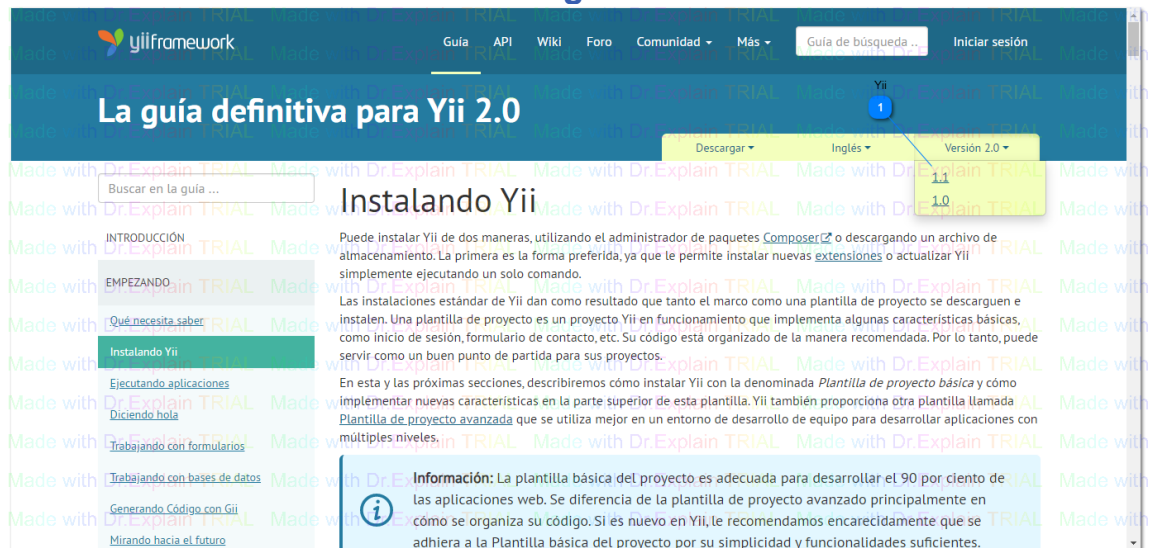 yiiframework
Guía API Wiki Foro Comunidad Más Guía de búsqueda .. Iniciar sesión
La guía definitiva para Yii 2.0
Yii
1
Descargar Inglés Versión 2.0
1.1
1.0
Buscar en la guía ...
INTRODUCCIÓN
EMPEZANDO
Qué necesita saber
Instalando Yii
Ejecutando aplicaciones
Diciendo hola
Trabajando con formularios
Trabajando con bases de datos
Generando Código con Gii
Mirando hacia el futuro
Instalando Yii
Puede instalar Yii de dos maneras, utilizando el administrador de paquetes Composer o descargando un archivo de
almacenamiento. La primera es la forma preferida, ya que le permite instalar nuevas extensiones o actualizar Yii
simplemente ejecutando un solo comando.
Las instalaciones estándar de Yii dan como resultado que tanto el marco como una plantilla de proyecto se descarguen e
instalen. Una plantilla de proyecto es un proyecto Yii en funcionamiento que implementa algunas características básicas,
como inicio de sesión, formulario de contacto, etc. Su código está organizado de la manera recomendada. Por lo tanto, puede
servir como un buen punto de partida para sus proyectos.
En esta y las próximas secciones, describiremos cómo instalar Yii con la denominada Plantilla de proyecto básica y cómo
implementar nuevas características en la parte superior de esta plantilla. Yii también proporciona otra plantilla llamada
Plantilla de proyecto avanzada que se utiliza mejor en un entorno de desarrollo de equipo para desarrollar aplicaciones con
múltiples niveles.
Información: La plantilla básica del proyecto es adecuada para desarrollar el 90 por ciento de
las aplicaciones web. Se diferencia de la plantilla de proyecto avanzado principalmente en
cómo se organiza su código. Si es nuevo en Yii, le recomendamos encarecidamente que se
adhiera a la Plantilla básica del proyecto por su simplicidad y funcionalidades suficientes.
Made with Dr.Explain TRIAL